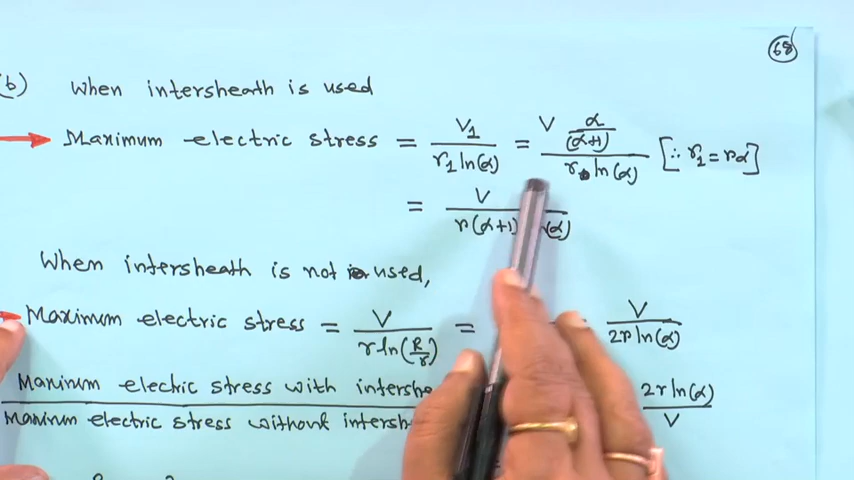 68
(b) When intersheath is used
Maximum electric stress = V₁ / (r₁ ln(α)) = V α/(α+1) / (r ln(α)) [∵ r₁ = rα]
= V / (r(α+1) (α)
When intersheath is not used,
Maximum electric stress = V / (r ln(R/r)) = = V / (2r ln(α))
Maximum electric stress with intershe 2r ln(α)
Maximum electric stress without intersh V